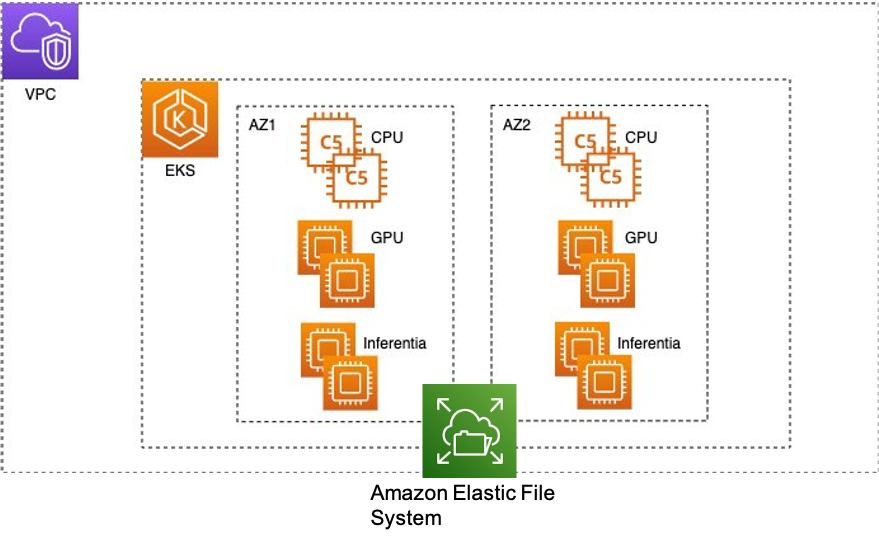 VPC
EKS
K
AZ1
C5
C5
CPU
GPU
Inferentia
AZ2
C5
C5
CPU
GPU
Inferentia
Amazon Elastic File
System